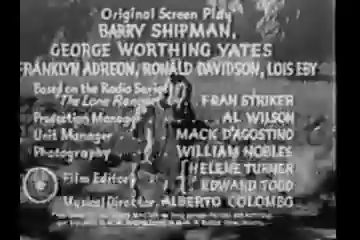 Original Screen Play
BARRY SHIPMAN,
GEORGE WORTHING YATES
FRANKLYN ADREON, RONALD DAVIDSON, LOIS EBY
Based on the Radio Serial
"The Lone Ranger" FRAN STRIKER
Production Manager AL WILSON
Unit Manager MACK D'AGOSTINO
Photography WILLIAM NOBLES
HELENE TURNER
Film Editors EDWARD TODD
Musical Director, ALBERTO COLOMBO